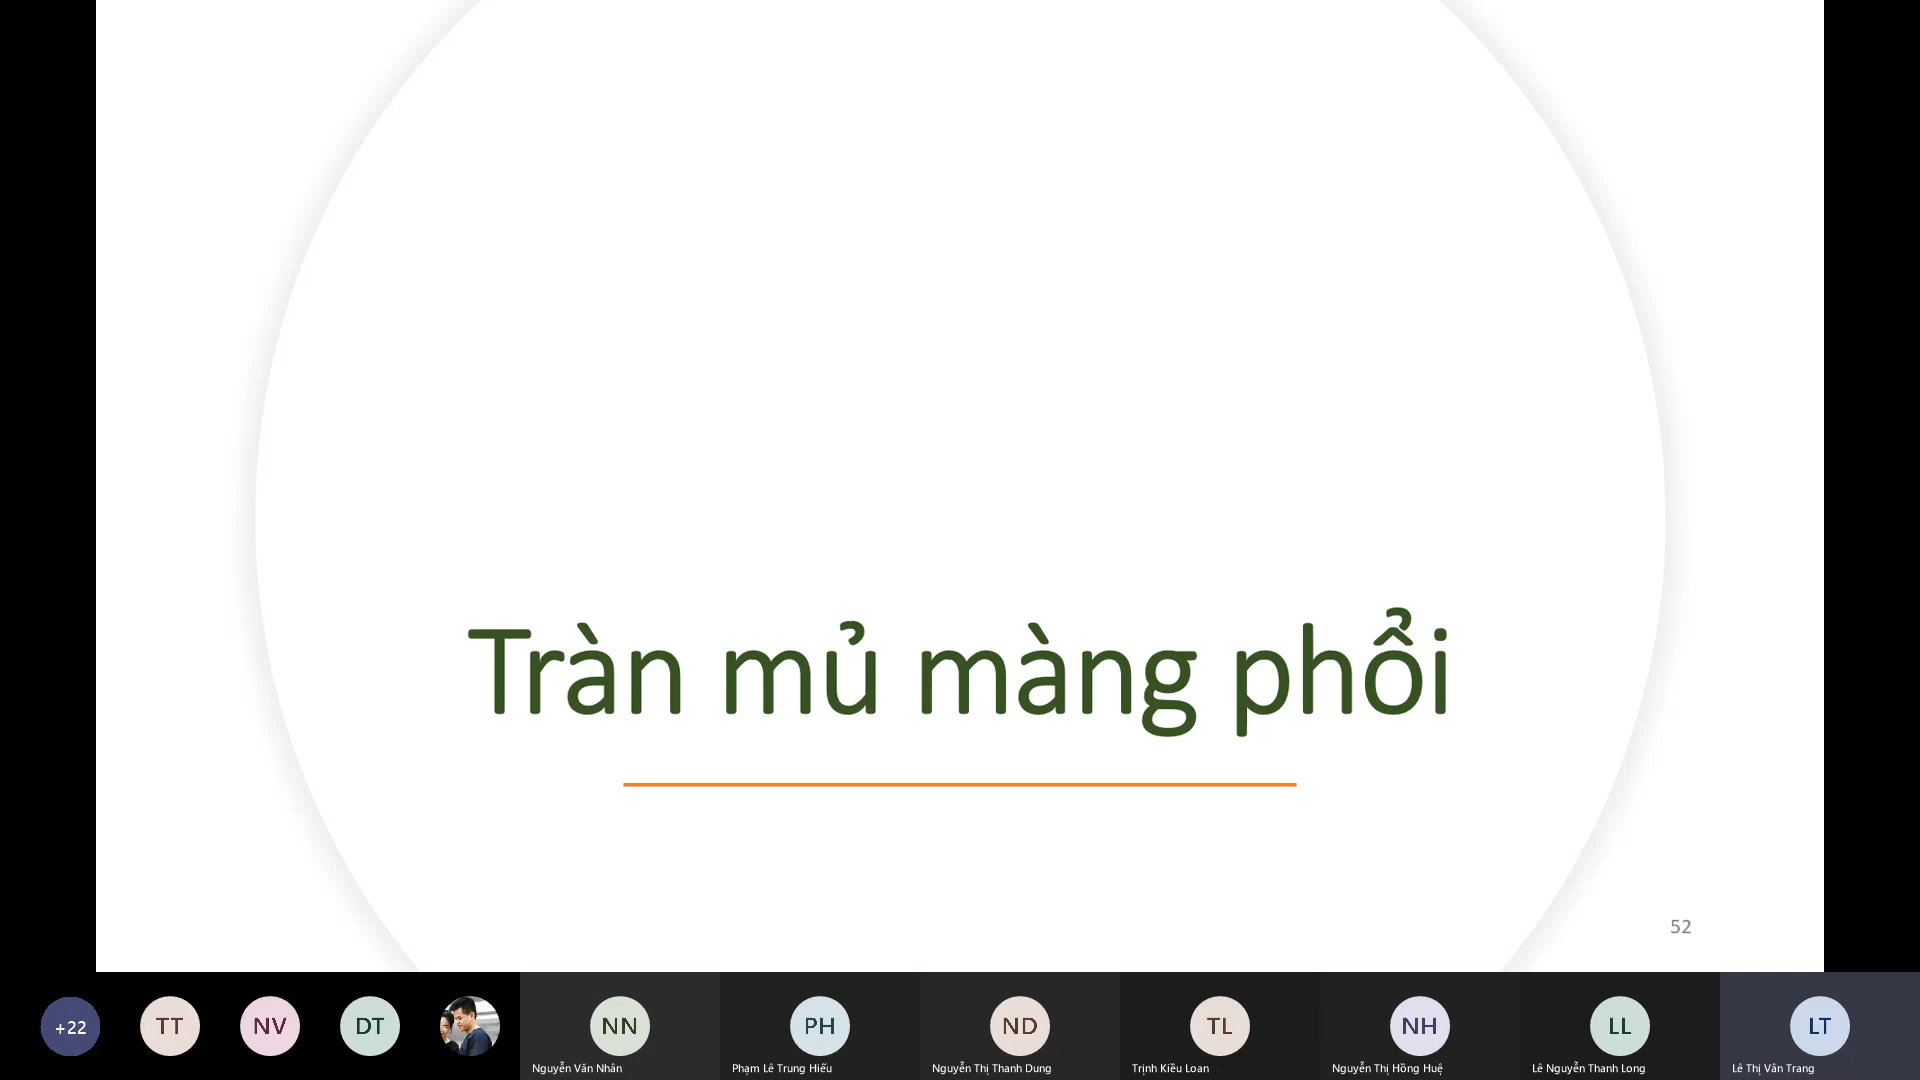 Tràn mủ màng phổi
52
+22
TT
NV
DT
NN
PH
ND
TL
NH
LL
LT
Nguyễn Văn Nhân
Phạm Lê Trung Hiếu
Nguyễn Thị Thanh Dung
Trịnh Kiều Loan
Nguyễn Thị Hồng Huệ
Lê Nguyễn Thanh Long
Lê Thị Vân Trang